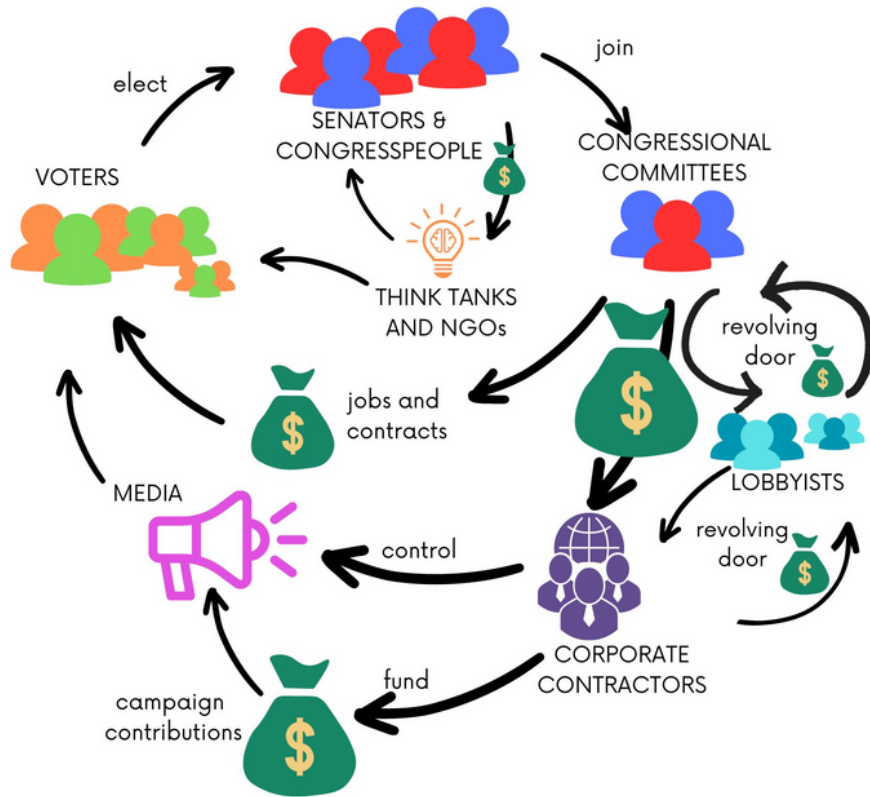 join
elect
SENATORS &
CONGRESSPEOPLE
CONGRESSIONAL
COMMITTEES
VOTERS
$
THINK TANKS
AND NGOs
revolving
door
$
$
jobs and
contracts
$
LOBBYISTS
MEDIA
revolving
door
$
control
CORPORATE
CONTRACTORS
fund
campaign
contributions
$